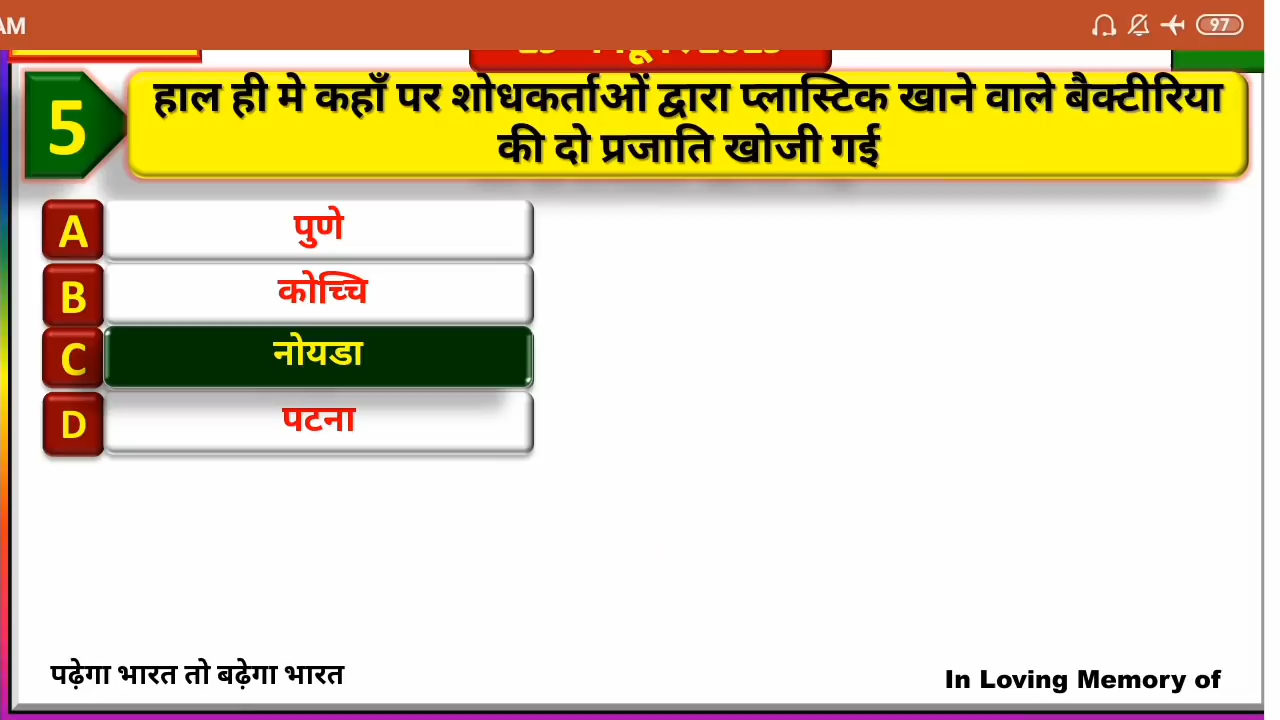 AM
97
5
हाल ही मे कहाँ पर शोधकर्ताओं द्वारा प्लास्टिक खाने वाले बैक्टीरिया
की दो प्रजाति खोजी गई
A
पुणे
B
कोच्चि
C
नोयडा
D
पटना
पढ़ेगा भारत तो बढ़ेगा भारत
In Loving Memory of